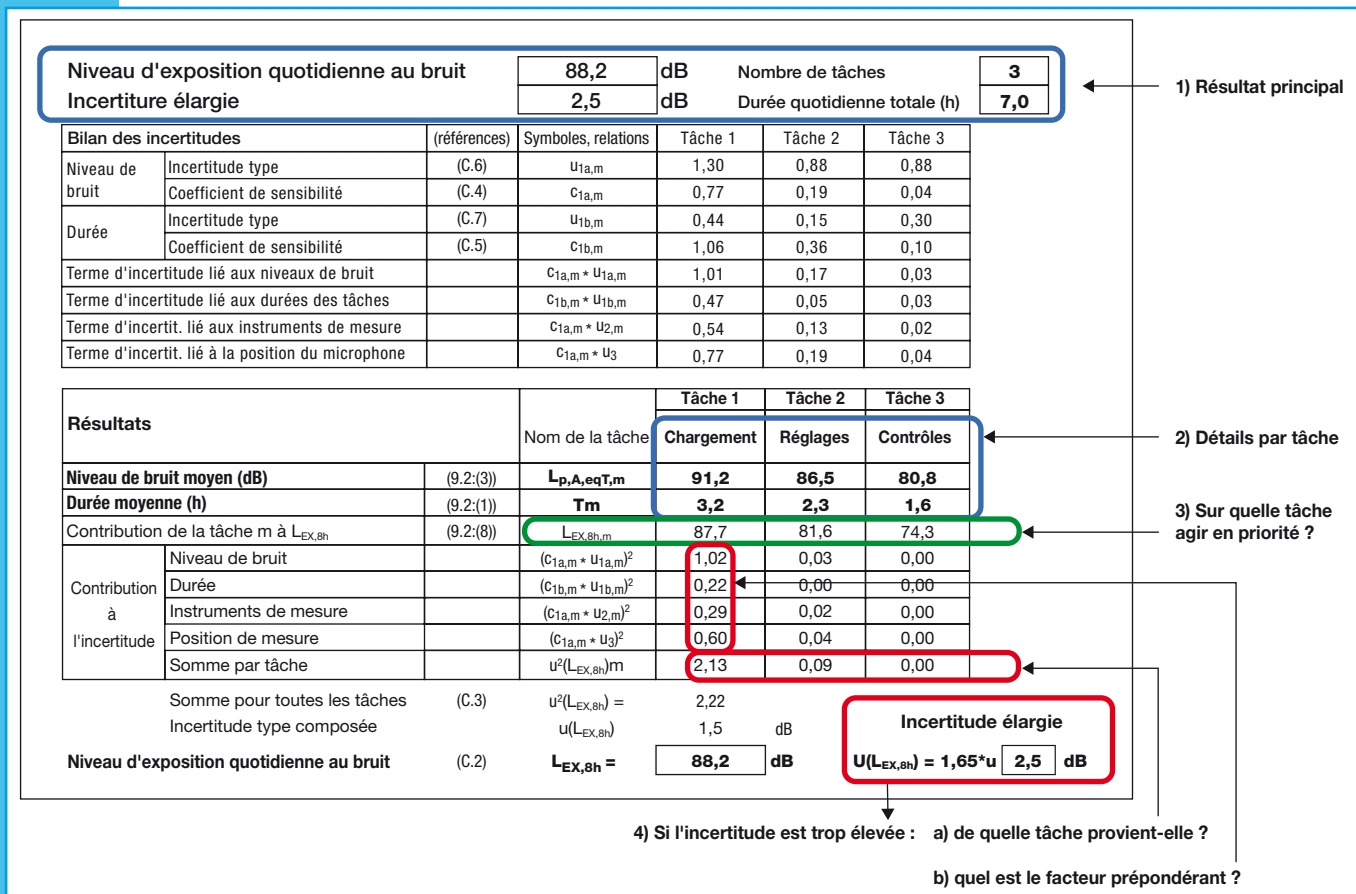 Niveau d'exposition quotidienne au bruit 88,2 dB Nombre de tâches 3
1) Résultat principal
Incertiture élargie 2,5 dB Durée quotidienne totale (h) 7,0
Bilan des incertitudes (références) Symboles, relations Tâche 1 Tâche 2 Tâche 3
Niveau de bruit Incertitude type (C.6) u1a,m 1,30 0,88 0,88
Coefficient de sensibilité (C.4) c1a,m 0,77 0,19 0,04
Durée Incertitude type (C.7) u1b,m 0,44 0,15 0,30
Coefficient de sensibilité (C.5) c1b,m 1,06 0,36 0,10
Terme d'incertitude lié aux niveaux de bruit c1a,m * u1a,m 1,01 0,17 0,03
Terme d'incertitude lié aux durées des tâches c1b,m * u1b,m 0,47 0,05 0,03
Terme d'incertit. lié aux instruments de mesure c1a,m * u2,m 0,54 0,13 0,02
Terme d'incertit. lié à la position du microphone c1a,m * u3 0,77 0,19 0,04
Tâche 1 Tâche 2 Tâche 3
Résultats
Nom de la tâche Chargement Réglages Contrôles
2) Détails par tâche
Niveau de bruit moyen (dB) (9.2:(3)) Lp,A,eqT,m 91,2 86,5 80,8
Durée moyenne (h) (9.2:(1)) Tm 3,2 2,3 1,6
3) Sur quelle tâche
agir en priorité ?
Contribution de la tâche m à LEX,8h (9.2:(8)) LEX,8h,m 87,7 81,6 74,3
Contribution
à
l'incertitude
Niveau de bruit (c1a,m * u1a,m)² 1,02 0,03 0,00
Durée (c1b,m * u1b,m)² 0,22 0,00 0,00
Instruments de mesure (c1a,m * u2,m)² 0,29 0,02 0,00
Position de mesure (c1a,m * u3)² 0,60 0,04 0,00
Somme par tâche u²(LEX,8h)m 2,13 0,09 0,00
Somme pour toutes les tâches (C.3) u²(LEX,8h) = 2,22
Incertitude type composée u(LEX,8h) 1,5 dB
Incertitude élargie
Niveau d'exposition quotidienne au bruit (C.2) LEX,8h = 88,2 dB
U(LEX,8h) = 1,65*u 2,5 dB
4) Si l'incertitude est trop élevée : a) de quelle tâche provient-elle ?
b) quel est le facteur prépondérant ?